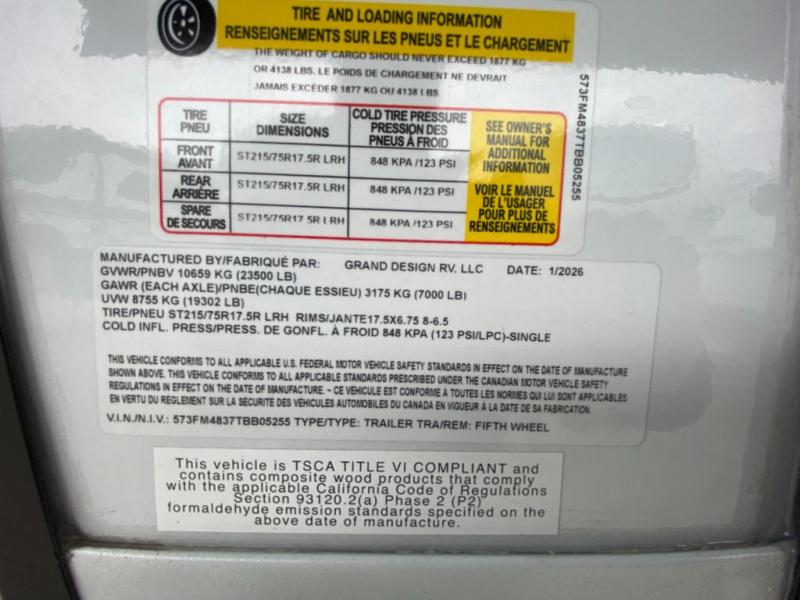 TIRE AND LOADING INFORMATION
RENSEIGNEMENTS SUR LES PNEUS ET LE CHARGEMENT
THE WEIGHT OF CARGO SHOULD NEVER EXCEED 1877 KG
OR 4138 LBS. LE POIDS DE CHARGEMENT NE DEVRAIT
JAMAIS EXCÉDER 1877 KG OU 4138 LBS
573FM4837TBB05255
TIRE
PNEU
SIZE
DIMENSIONS
COLD TIRE PRESSURE
PRESSION DES
PNEUS À FROID
SEE OWNER'S
MANUAL FOR
ADDITIONAL
INFORMATION
VOIR LE MANUEL
DE L'USAGER
POUR PLUS DE
RENSEIGNEMENTS
FRONT
AVANT
ST215/75R17.5R LRH
848 KPA /123 PSI
REAR
ARRIÈRE
ST215/75R17.5R LRH
848 KPA /123 PSI
SPARE
DE SECOURS
ST215/75R17.5R LRH
848 KPA /123 PSI
MANUFACTURED BY/FABRIQUÉ PAR: GRAND DESIGN RV. LLC DATE: 1/2026
GVWR/PNBV 10659 KG (23500 LB)
GAWR (EACH AXLE)/PNBE(CHAQUE ESSIEU) 3175 KG (7000 LB)
UVW 8755 KG (19302 LB)
TIRE/PNEU ST215/75R17.5R LRH RIMS/JANTE17.5X6.75 8-6.5
COLD INFL. PRESS/PRESS. DE GONFL. À FROID 848 KPA (123 PSI/LPC)-SINGLE
THIS VEHICLE CONFORMS TO ALL APPLICABLE U.S. FEDERAL MOTOR VEHICLE SAFETY STANDARDS IN EFFECT ON THE DATE OF MANUFACTURE
SHOWN ABOVE. THIS VEHICLE CONFORMS TO ALL APPLICABLE STANDARDS PRESCRIBED UNDER THE CANADIAN MOTOR VEHICLE SAFETY
REGULATIONS IN EFFECT ON THE DATE OF MANUFACTURE. - CE VEHICULE EST CONFORME À TOUTES LES NORMES QUI LUI SONT APPLICABLES
EN VERTU DU REGLEMENT SUR LA SECURITE DES VEHICULES AUTOMOBILES DU CANADA EN VIGUEUR À LA DATE DE SA FABRICATION.
V.I.N./N.I.V.: 573FM4837TBB05255 TYPE/TYPE: TRAILER TRA/REM: FIFTH WHEEL
This vehicle is TSCA TITLE VI COMPLIANT and
contains composite wood products that comply
with the applicable California Code of Regulations
Section 93120.2(a) Phase 2 (P2)
formaldehyde emission standards specified on the
above date of manufacture.